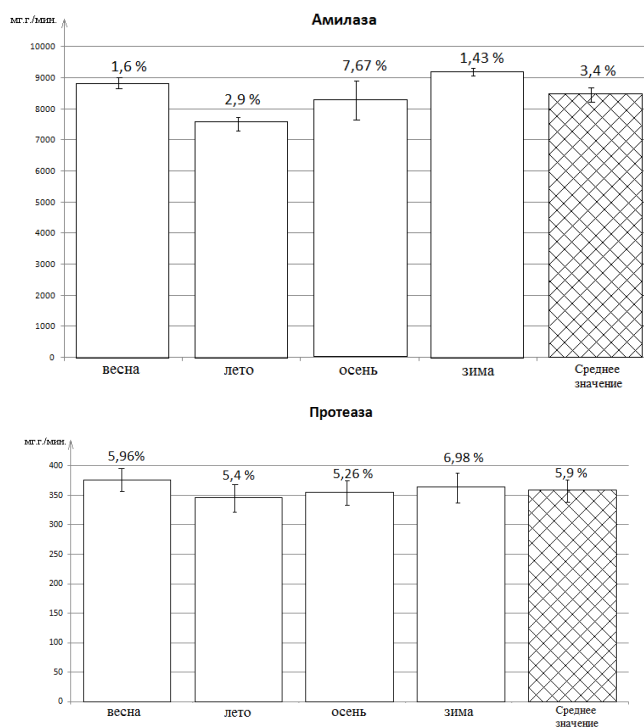 Амилаза
мг.г./мин.
10000
9000
8000
7000
6000
5000
4000
3000
2000
1000
0
1,6 %
2,9 %
7,67 %
1,43 %
3,4 %
весна
лето
осень
зима
Среднее
значение
Протеаза
мг.г./мин.
400
350
300
250
200
150
100
50
0
5,96%
5,4 %
5,26 %
6,98 %
5,9 %
весна
лето
осень
зима
Среднее
значение